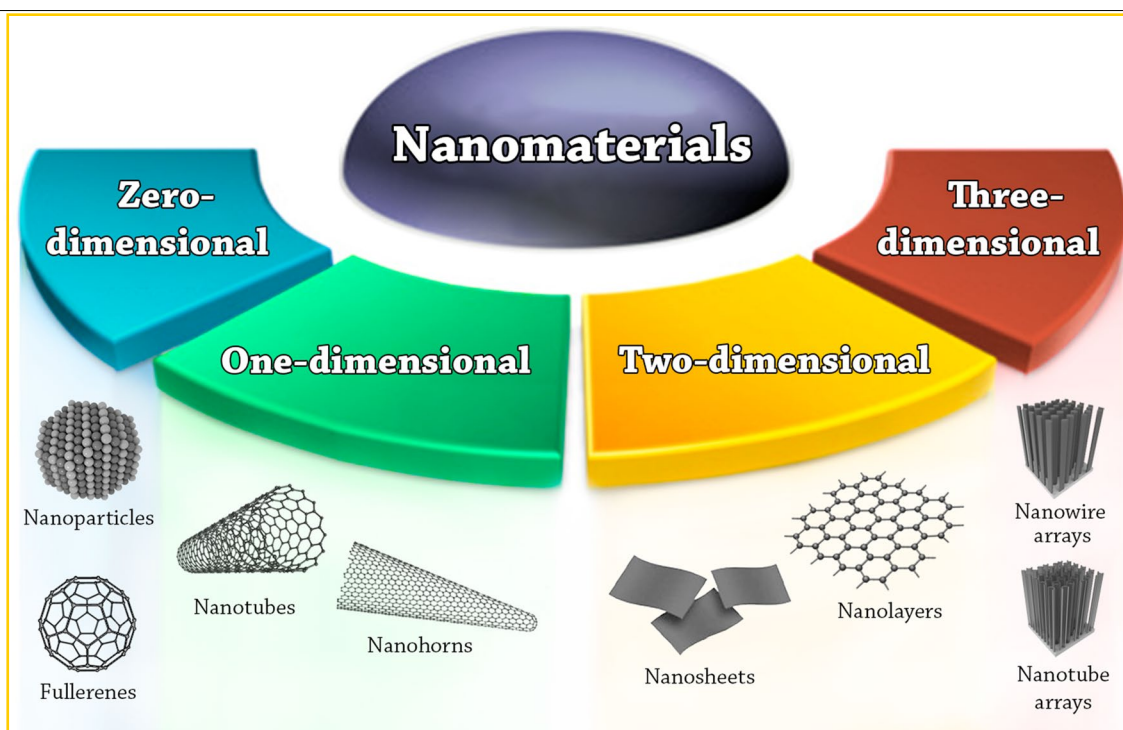 Nanomaterials
Zero-
dimensional
One-dimensional
Two-dimensional
Three-
dimensional
Nanoparticles
Fullerenes
Nanotubes
Nanohorns
Nanosheets
Nanolayers
Nanowire
arrays
Nanotube
arrays